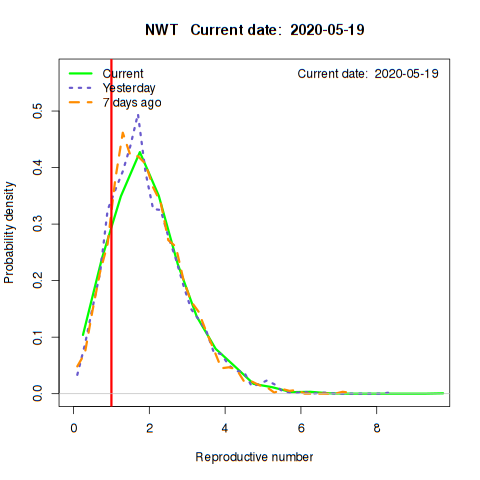 NWT   Current date:  2020-05-19
Current
Yesterday
7 days ago
Current date:  2020-05-19
Probability density
0.5
0.4
0.3
0.2
0.1
0.0
0 2 4 6 8
Reproductive number